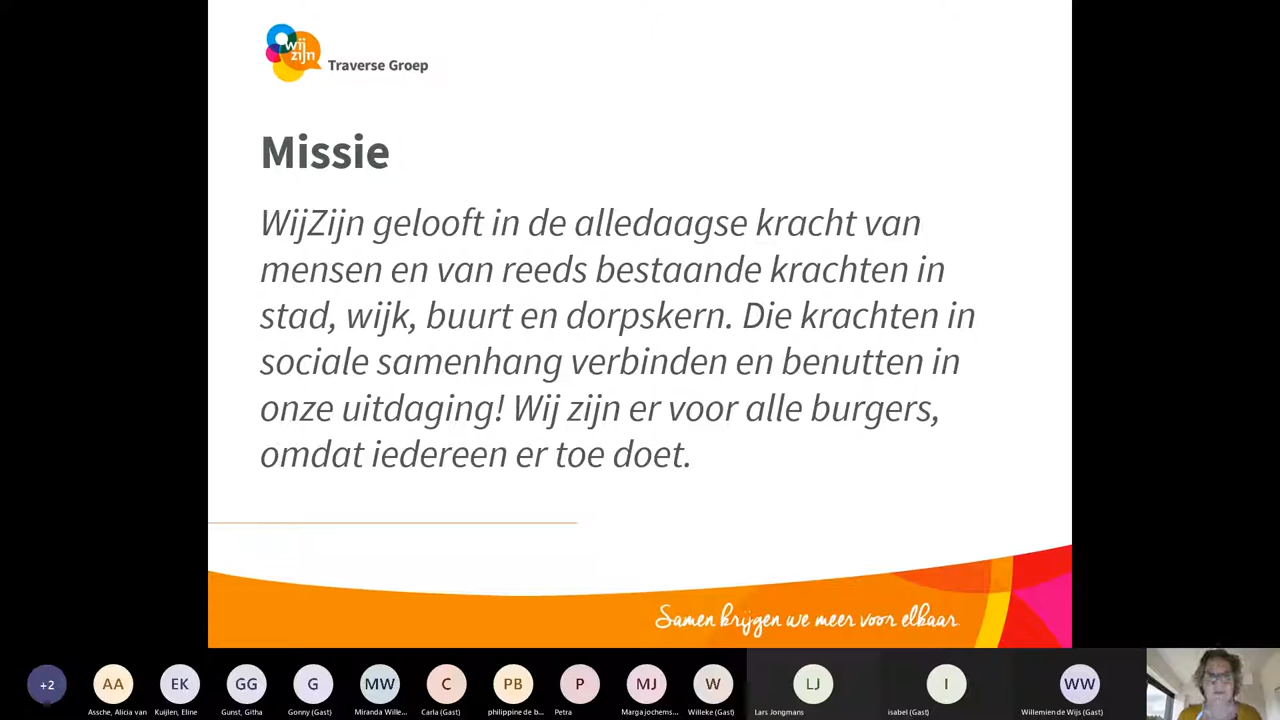 wij
zijn
Traverse Groep
Missie
WijZijn gelooft in de alledaagse kracht van
mensen en van reeds bestaande krachten in
stad, wijk, buurt en dorpskern. Die krachten in
sociale samenhang verbinden en benutten in
onze uitdaging! Wij zijn er voor alle burgers,
omdat iedereen er toe doet.
Samen krijgen we meer voor elkaar.
+2 AA EK GG G MW C PB P MJ W LJ I WW
Assche, Alicia van Kuijlen, Eline Gunst, Githa Gonny (Gast) Miranda Wille... Carla (Gast) philippine de b... Petra Marga jochems... Willeke (Gast) Lars Jongmans isabel (Gast) Willemien de Wijs (Gast)